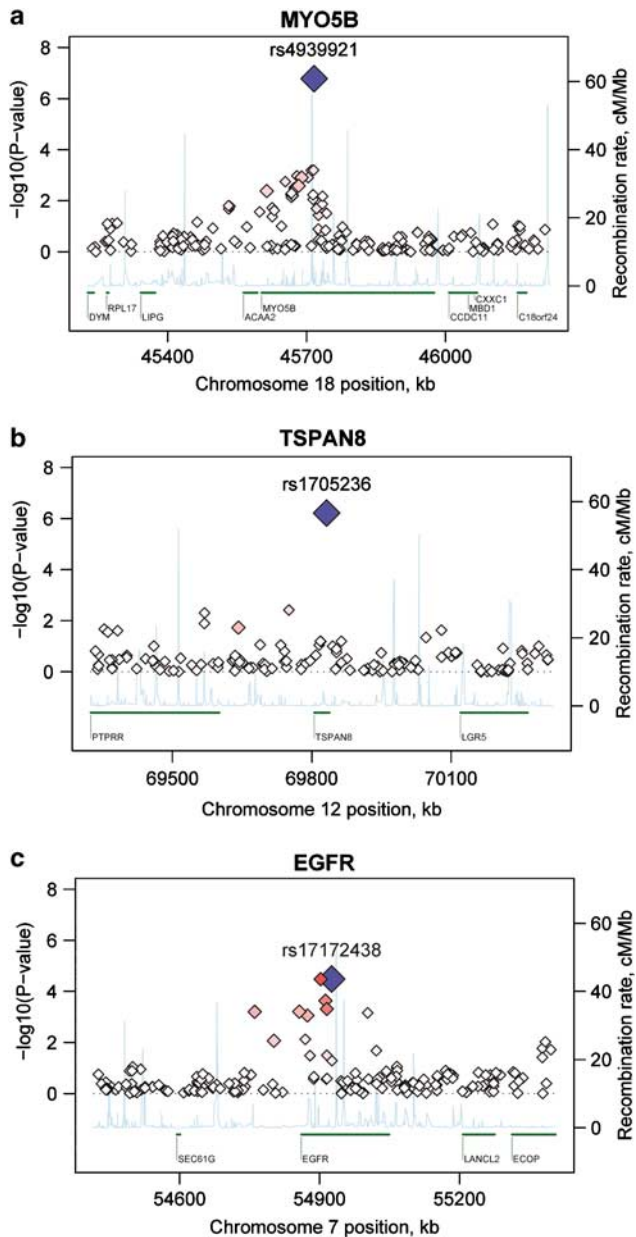 a
MYO5B
rs4939921
8
6
4
2
0
−log10(P−value)
60
40
20
0
Recombination rate, cM/Mb
DYM
RPL17
LIPG
ACAA2
MYO5B
CCDC11
MBD1
CXXC1
C18orf24
45400 45700 46000
Chromosome 18 position, kb
b
TSPAN8
rs1705236
8
6
4
2
0
−log10(P−value)
60
40
20
0
Recombination rate, cM/Mb
PTPRR
TSPAN8
LGR5
69500 69800 70100
Chromosome 12 position, kb
c
EGFR
rs17172438
8
6
4
2
0
−log10(P−value)
60
40
20
0
Recombination rate, cM/Mb
SEC61G
EGFR
LANCL2
ECOP
54600 54900 55200
Chromosome 7 position, kb